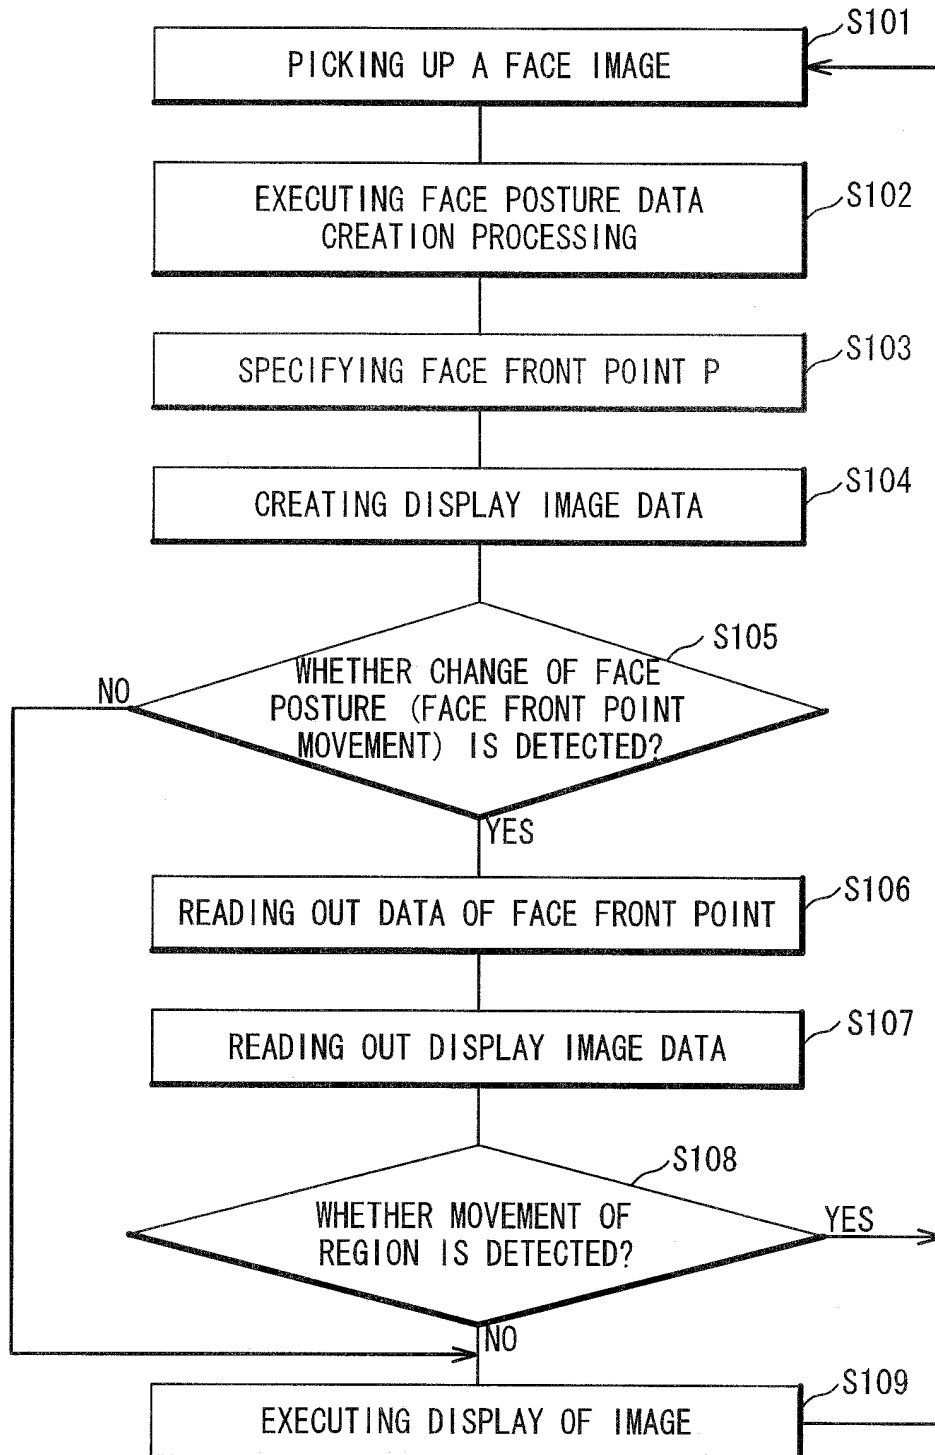 S101
PICKING UP A FACE IMAGE
S102
EXECUTING FACE POSTURE DATA
CREATION PROCESSING
S103
SPECIFYING FACE FRONT POINT P
S104
CREATING DISPLAY IMAGE DATA
S105
WHETHER CHANGE OF FACE
POSTURE (FACE FRONT POINT
MOVEMENT) IS DETECTED?
NO
YES
S106
READING OUT DATA OF FACE FRONT POINT
S107
READING OUT DISPLAY IMAGE DATA
S108
WHETHER MOVEMENT OF
REGION IS DETECTED?
YES
NO
S109
EXECUTING DISPLAY OF IMAGE